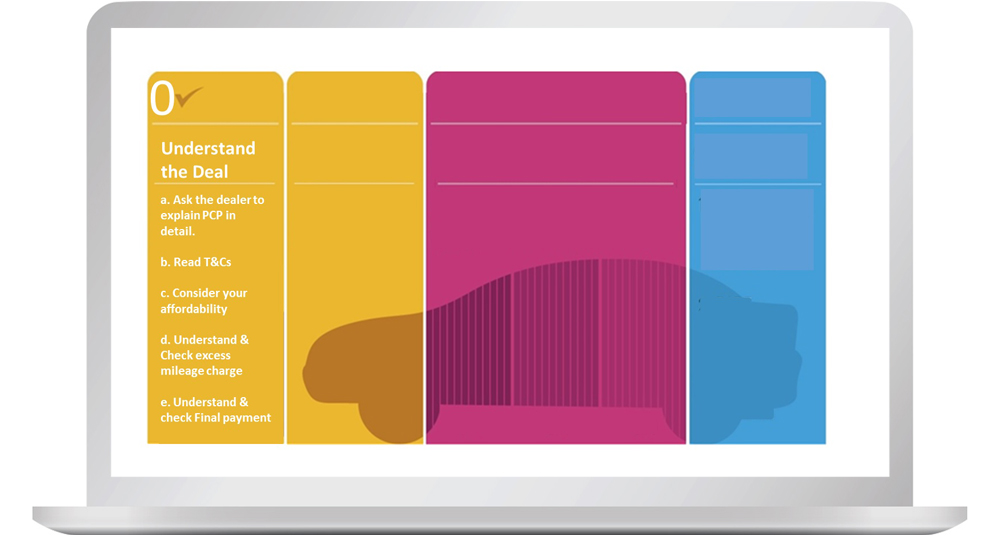 0✓
Understand
the Deal
a. Ask the dealer to
explain PCP in
detail.
b. Read T&Cs
c. Consider your
affordability
d. Understand &
Check excess
mileage charge
e. Understand &
check Final payment